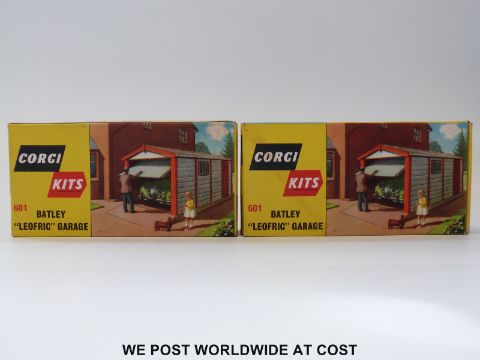 CORGI
KITS
601
BATLEY
"LEOFRIC" GARAGE
CORGI
KITS
601
BATLEY
"LEOFRIC" GARAGE
WE POST WORLDWIDE AT COST